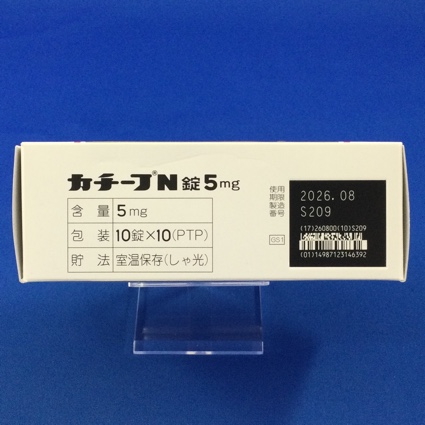 カチーフ®N錠5mg
含量 5mg
包装 10錠×10(PTP)
貯法 室温保存(しゃ光)
使用
期限 2026.08
製造
番号 S209
(17)260800(10)S209
GS1
(01)14987123146392